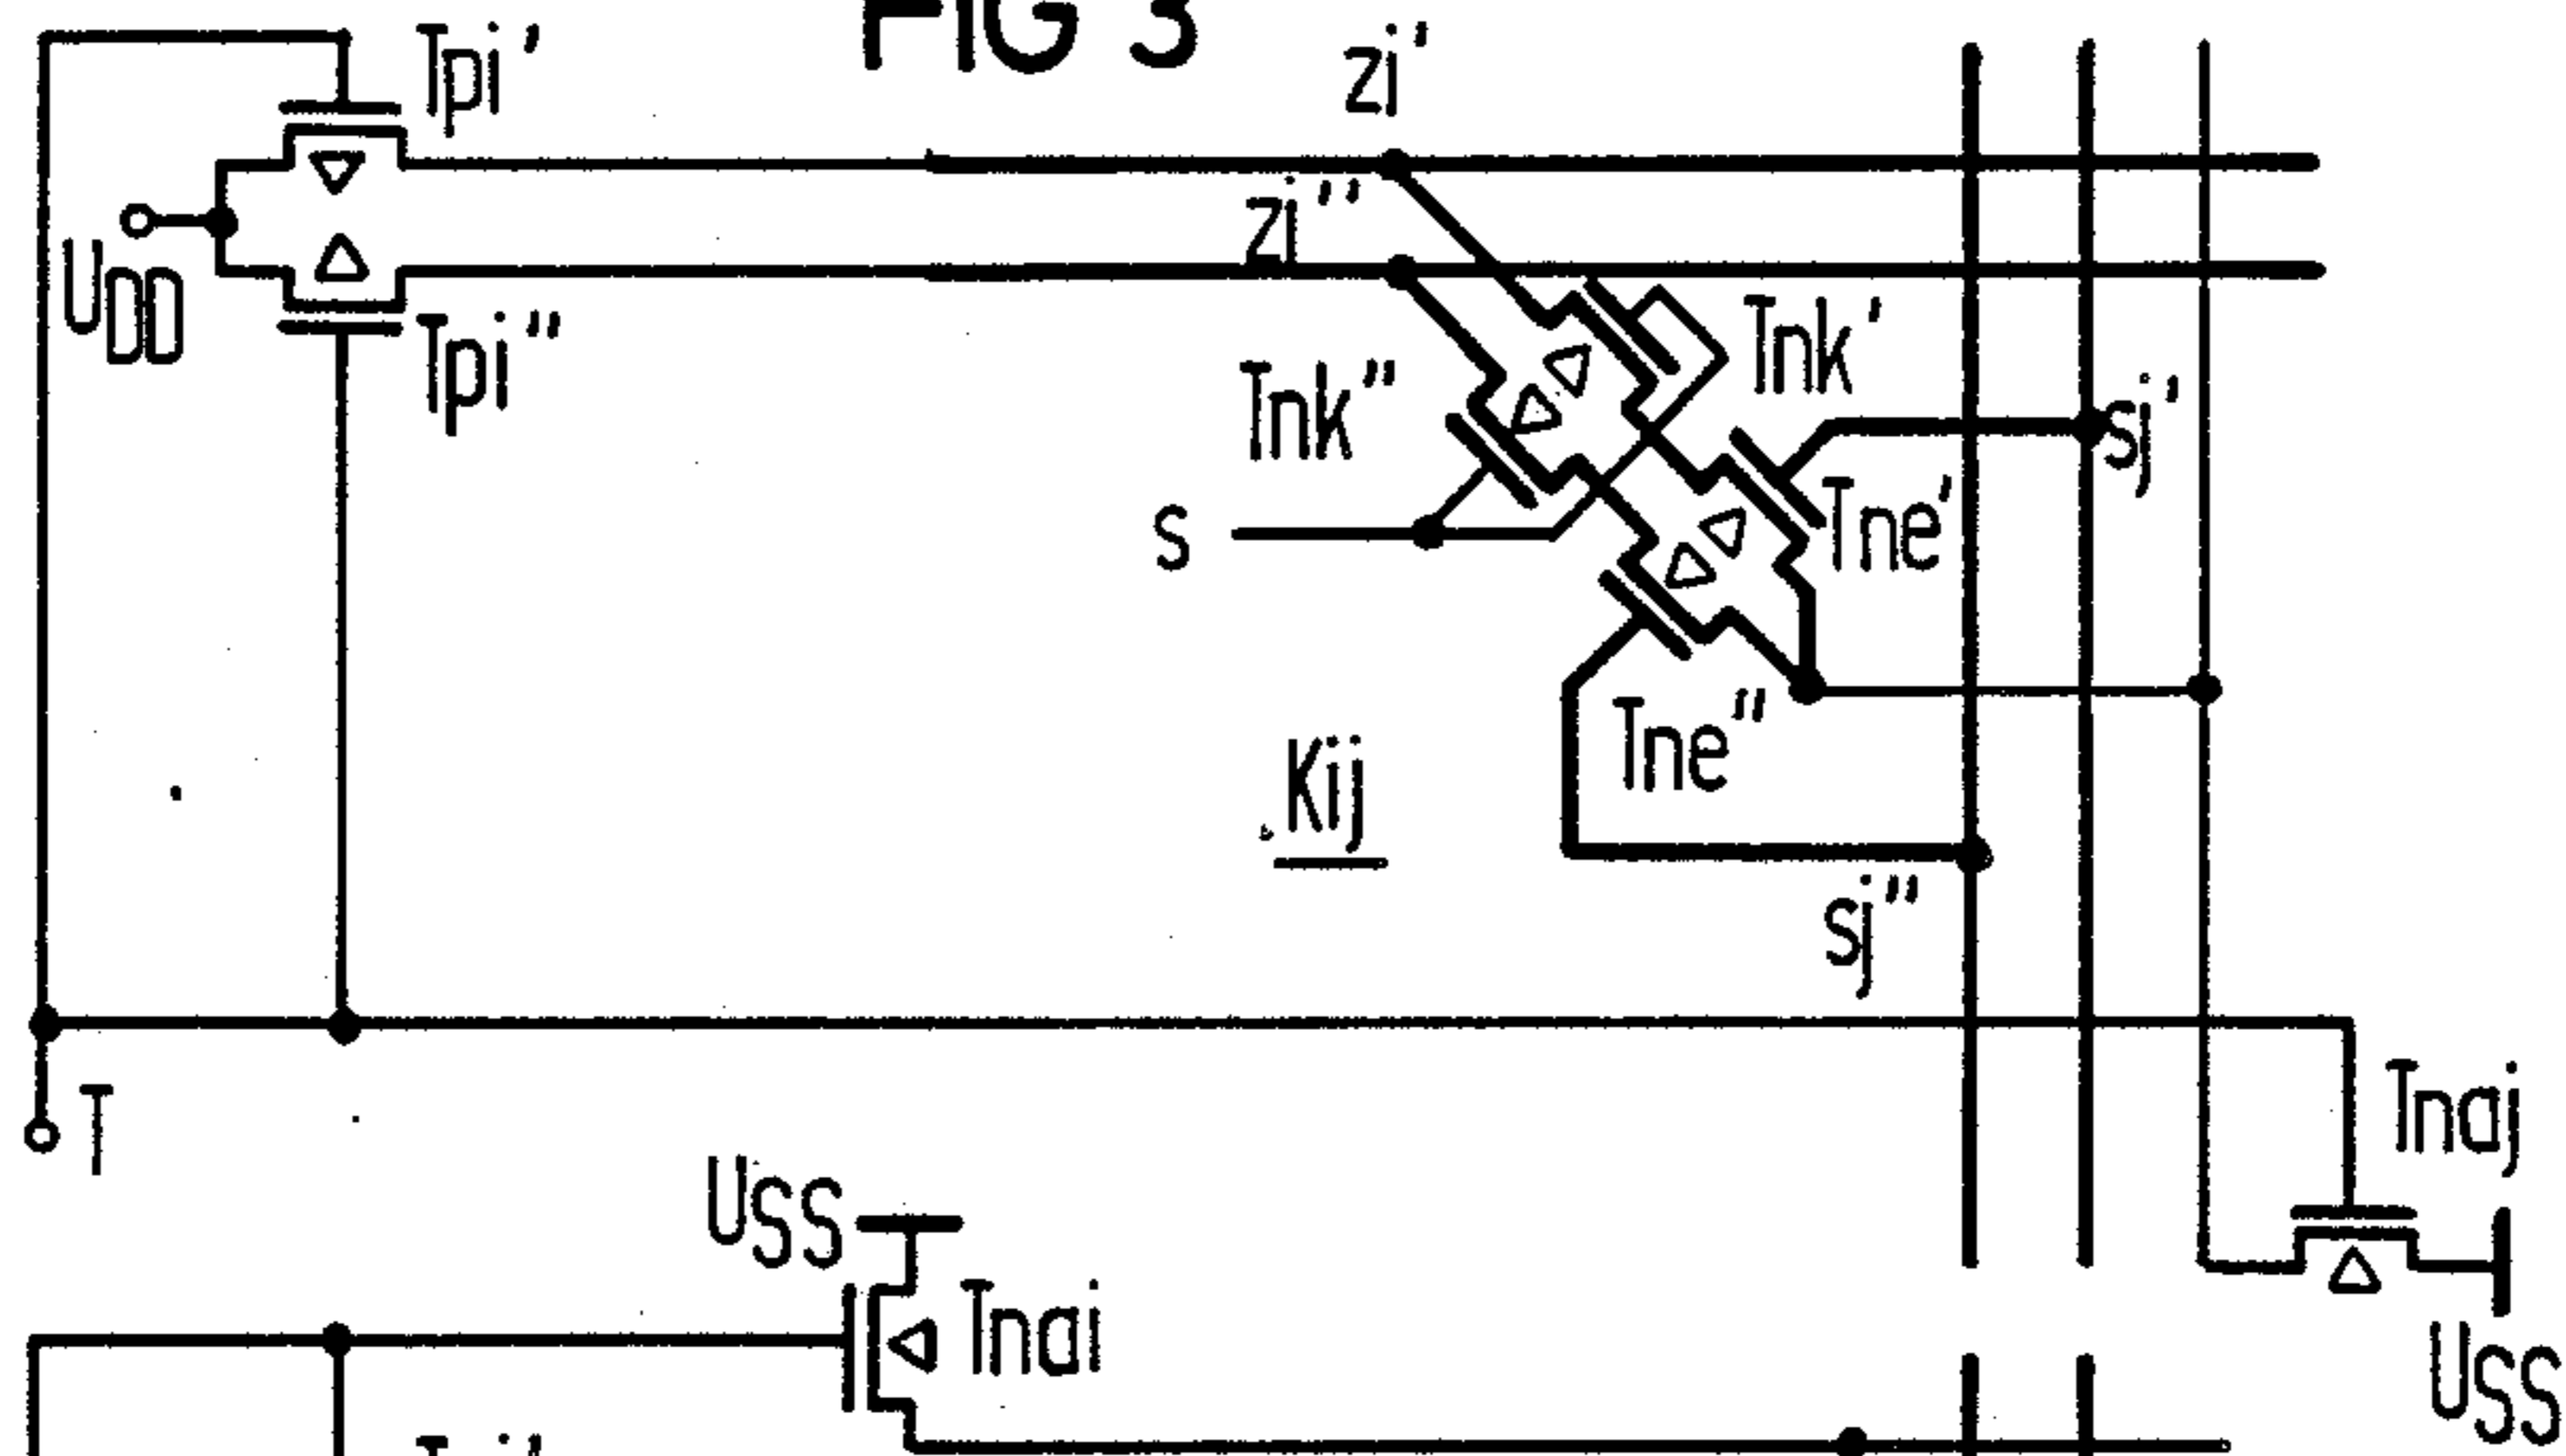 FIG 3
Tpi'
zi'
zi''
UDD
Tpi''
Tnk'
Tnk''
sj'
Tne'
S
Tne''
Kij
sj''
T
Tnaj
USS
Tnai
USS